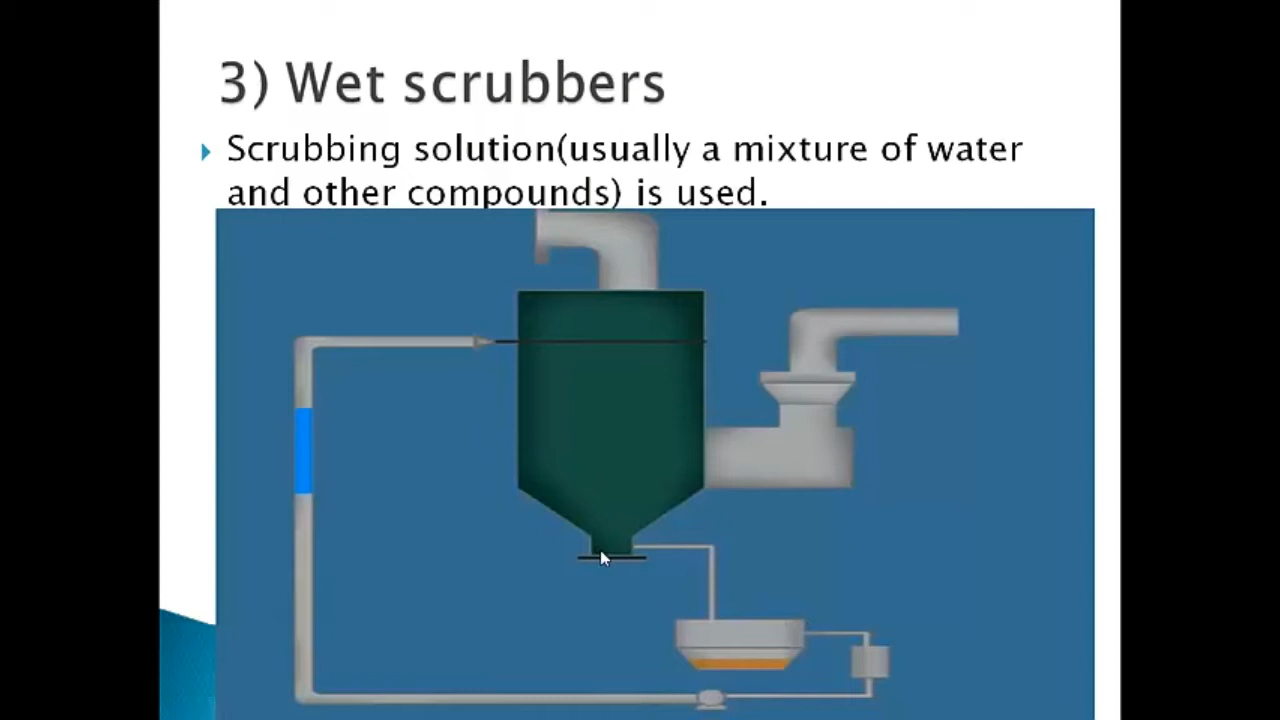 3) Wet scrubbers
Scrubbing solution(usually a mixture of water
and other compounds) is used.